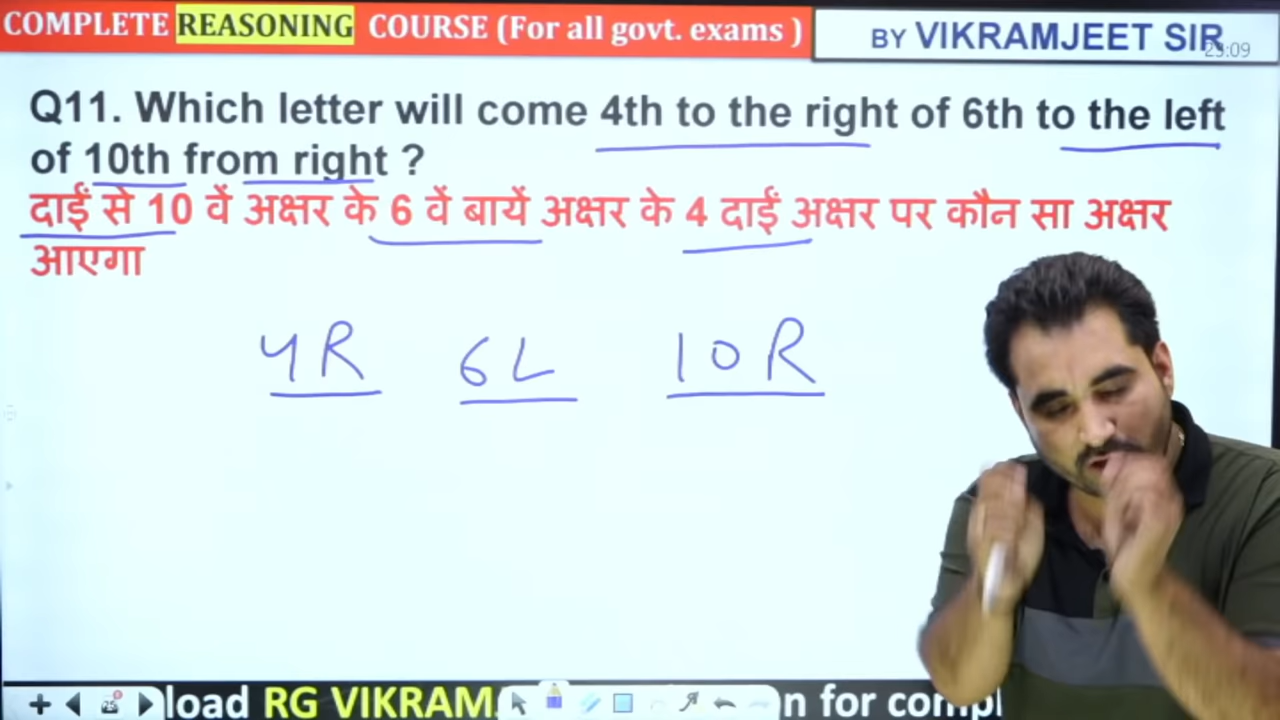 COMPLETE REASONING COURSE (For all govt. exams )
BY VIKRAMJEET SIR
23:09
Q11. Which letter will come 4th to the right of 6th to the left
of 10th from right ?
दाईं से 10 वें अक्षर के 6 वें बायें अक्षर के 4 दाईं अक्षर पर कौन सा अक्षर
आएगा
4R 6L 10R
load RG VIKRAM n for compl